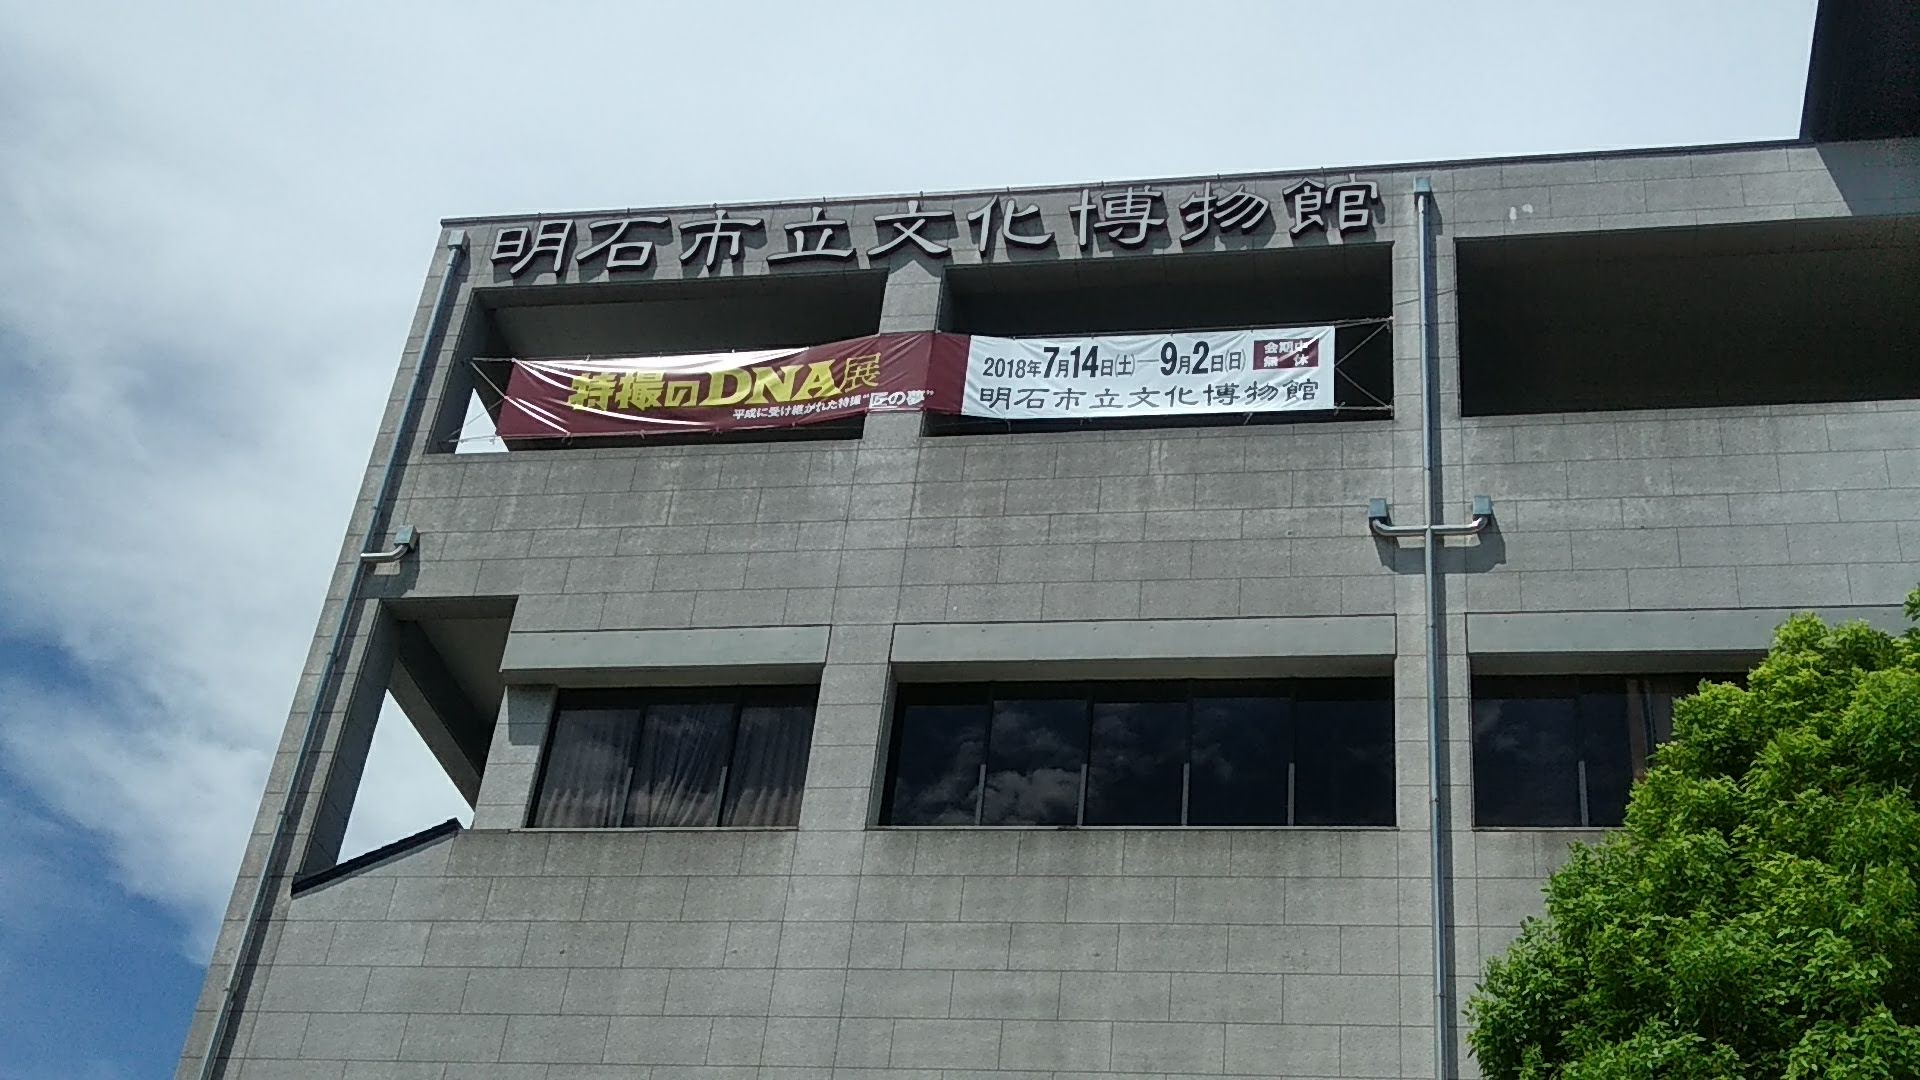 明石市立文化博物館
特撮のDNA展
平成に受け継がれた特撮“匠の夢”
2018年7月14日(土)―9月2日(日)
会期中
無休
明石市立文化博物館